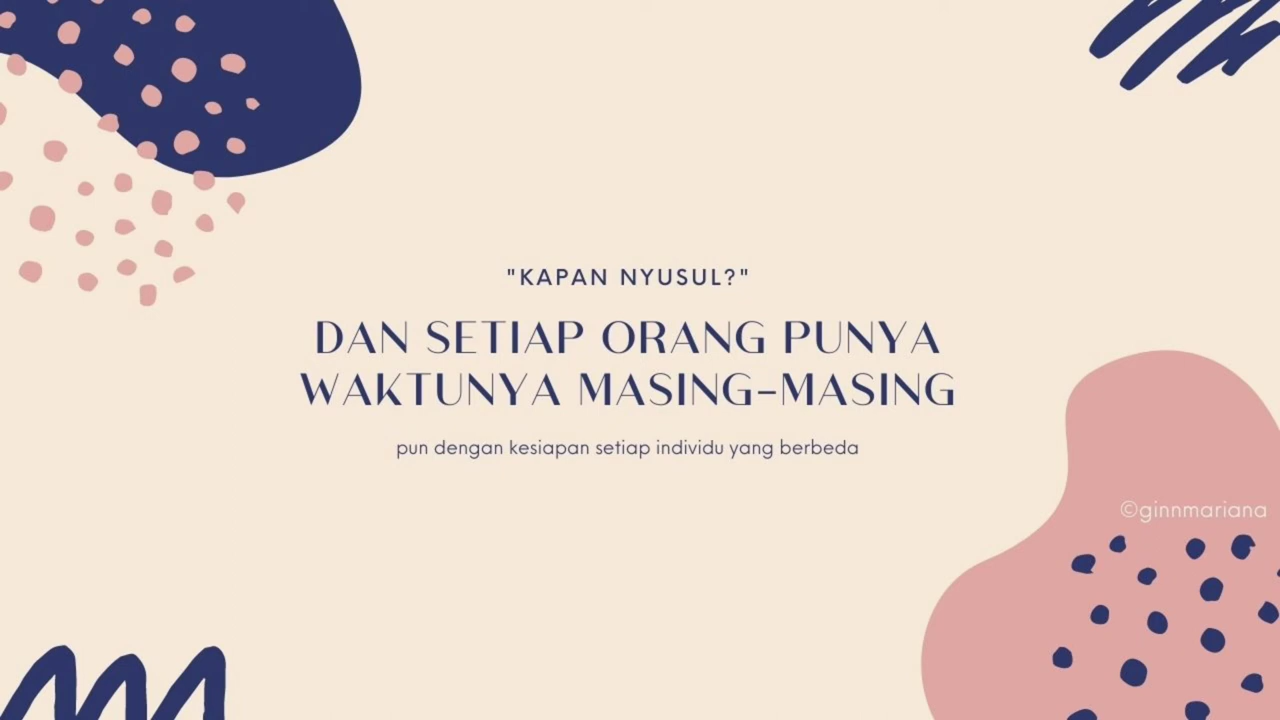 "KAPAN NYUSUL?"
DAN SETIAP ORANG PUNYA
WAKTUNYA MASING-MASING
pun dengan kesiapan setiap individu yang berbeda
©ginnmariana